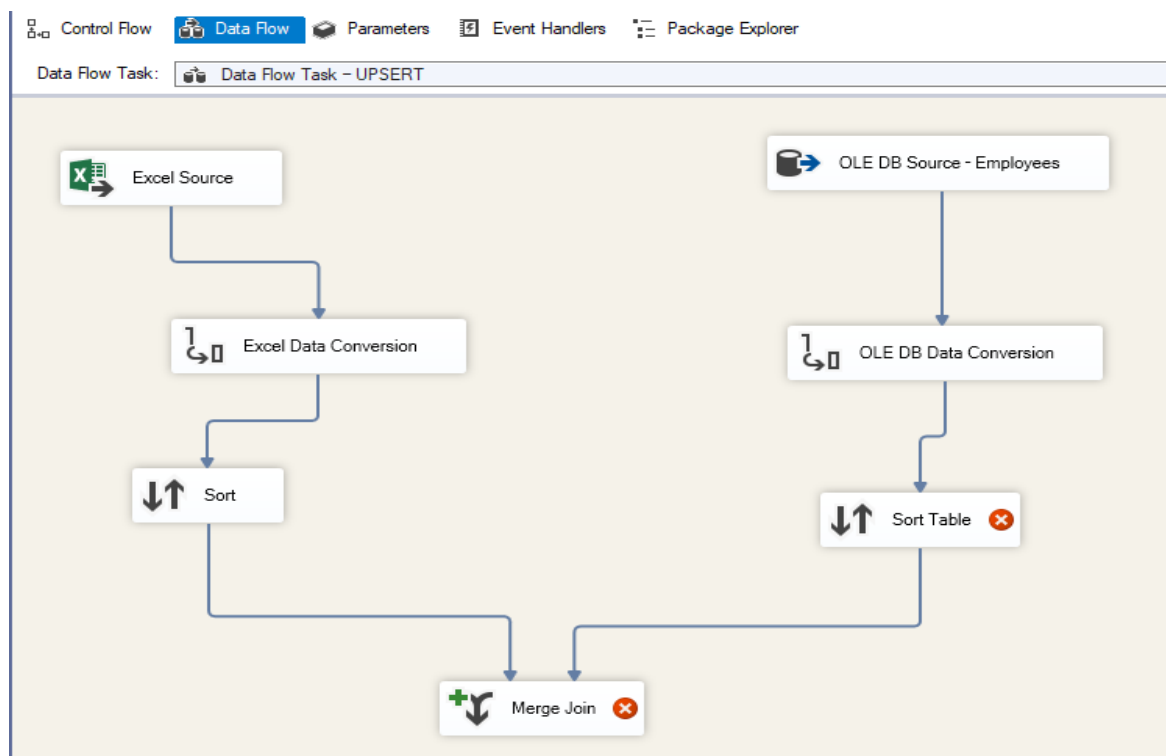 Control Flow Data Flow Parameters Event Handlers Package Explorer
Data Flow Task: Data Flow Task - UPSERT
Excel Source
OLE DB Source - Employees
Excel Data Conversion
OLE DB Data Conversion
Sort
Sort Table
Merge Join